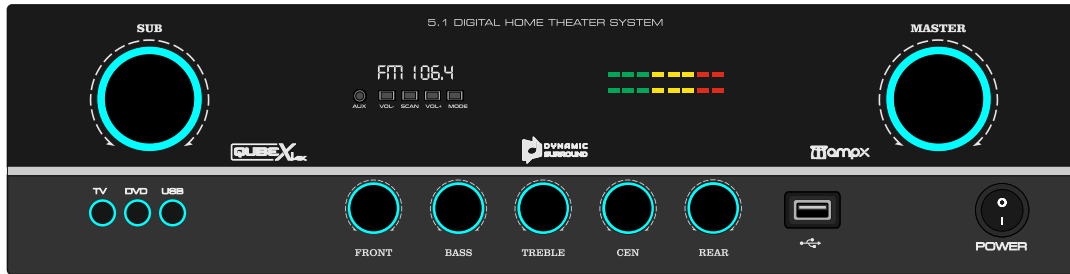 5.1 DIGITAL HOME THEATER SYSTEM
SUB
MASTER
FM 106.4
AUX VOL- SCAN VOL+ MODE
QUBEX
DYNAMIC
SURROUND
ampx
TV DVD USB
FRONT BASS TREBLE CEN REAR
POWER